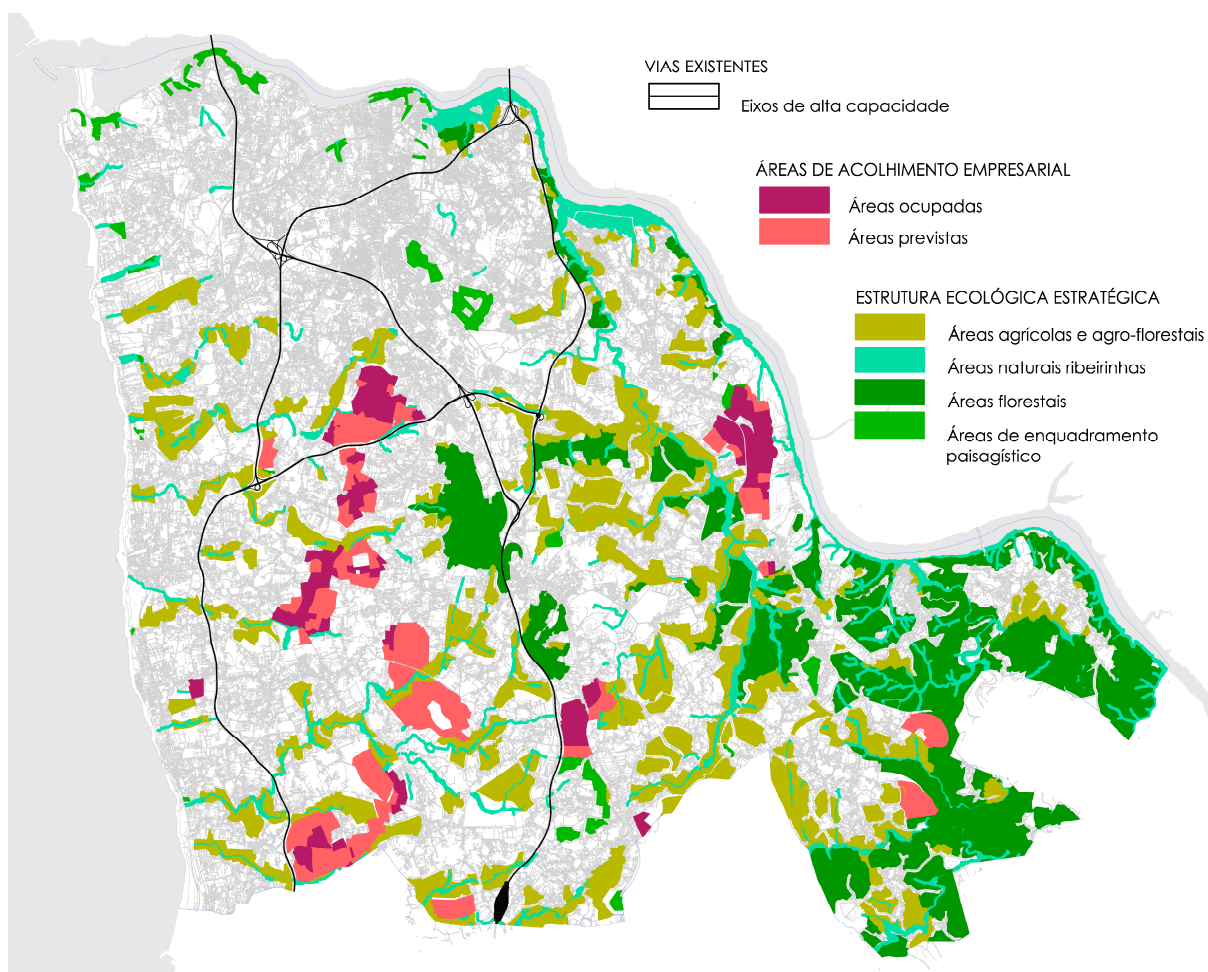 VIAS EXISTENTES
Eixos de alta capacidade
ÁREAS DE ACOLHIMENTO EMPRESARIAL
Áreas ocupadas
Áreas previstas
ESTRUTURA ECOLÓGICA ESTRATÉGICA
Áreas agrícolas e agro-florestais
Áreas naturais ribeirinhas
Áreas florestais
Áreas de enquadramento
paisagístico